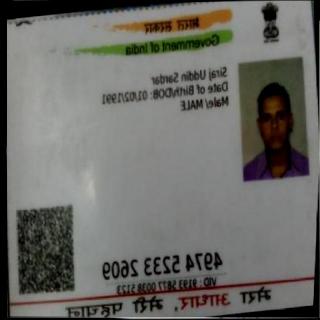 भारत सरकार
Government of India
Siraj Uddin Sardar
Date of Birth/DOB: 01/02/1991
Male/ MALE
4974 5233 2609
VID : 9193 5877 0038 5123
मेरा आधार, मेरी पहचान